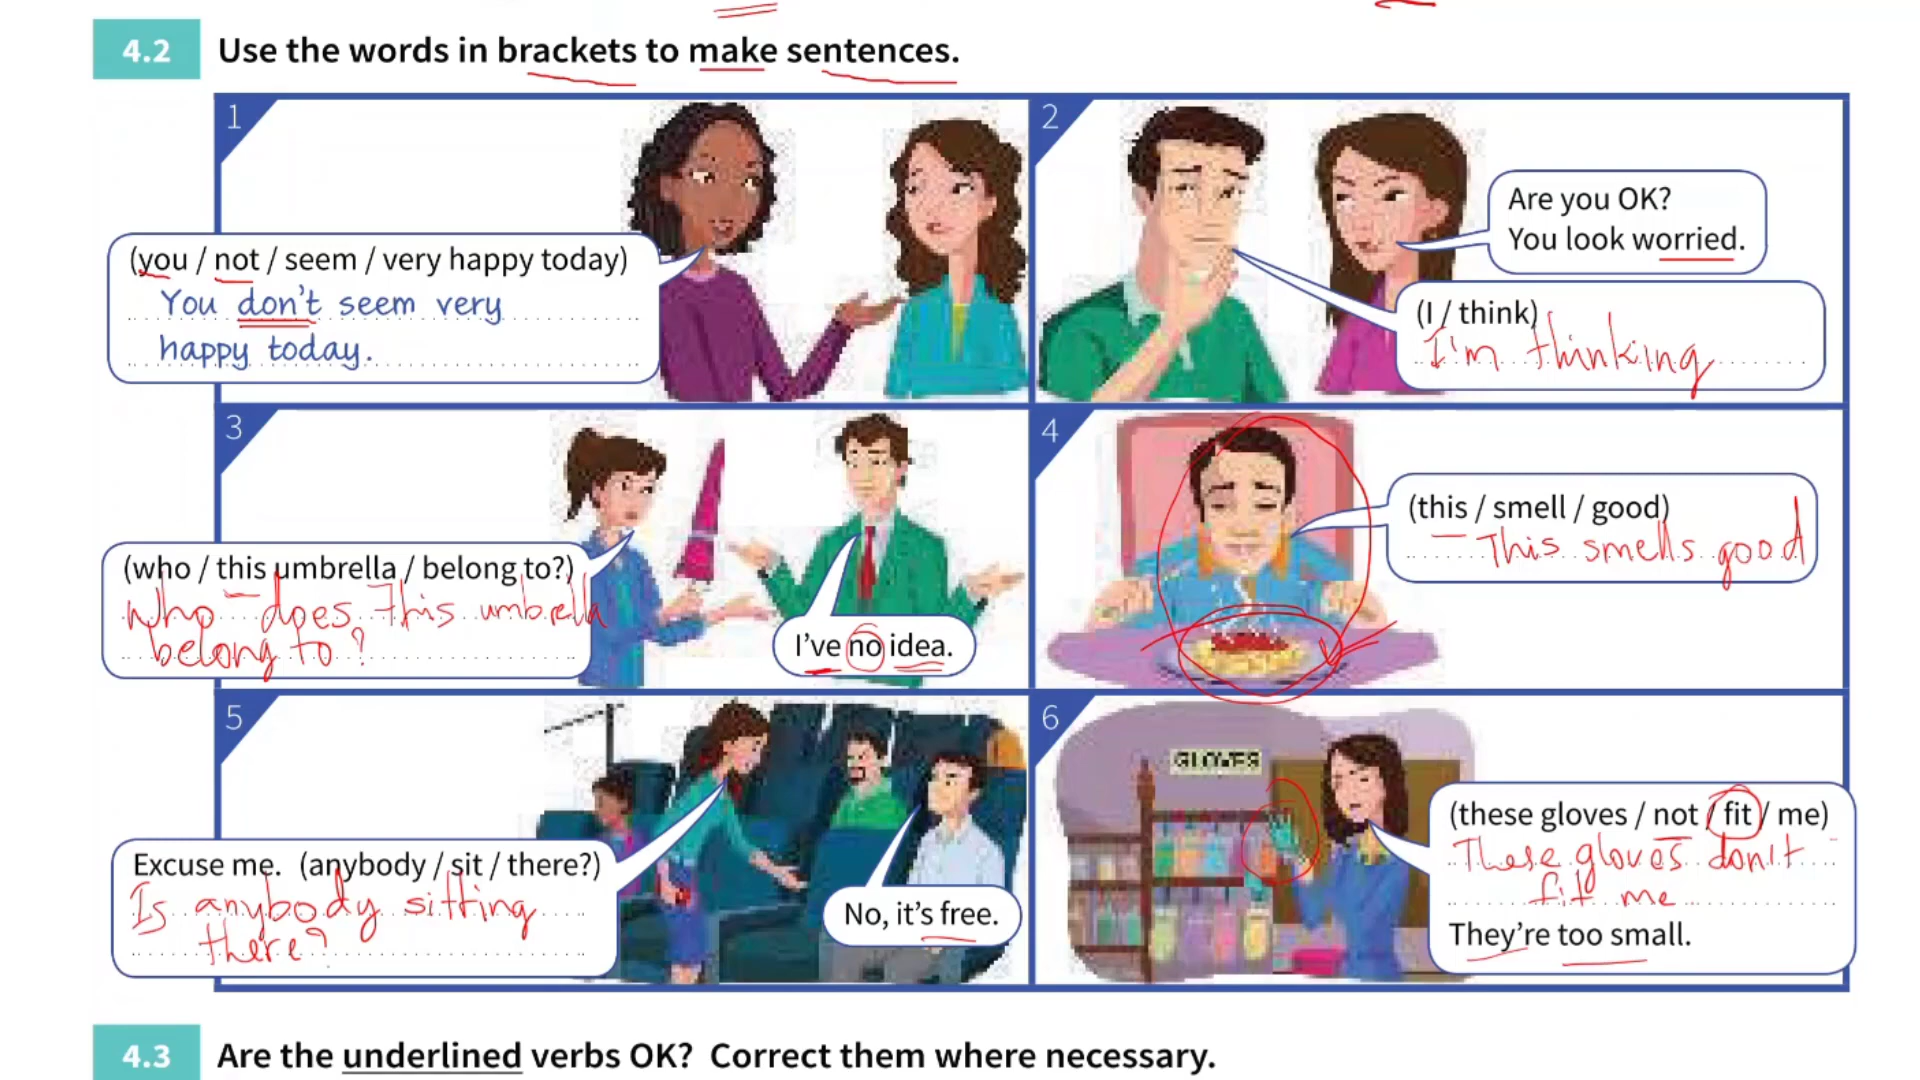 4.2 Use the words in brackets to make sentences.
1
(you / not / seem / very happy today)
You don't seem very
happy today.
2
Are you OK?
You look worried.
(I / think)
I'm thinking
3
(who / this umbrella / belong to?)
Who does This umbrella
belong to?
I've no idea.
4
(this / smell / good)
This smells good
5
Excuse me. (anybody / sit / there?)
Is anybody sitting
there?
No, it's free.
6
GLOVES
(these gloves / not / fit / me)
These gloves don't
fit me
They're too small.
4.3 Are the underlined verbs OK? Correct them where necessary.